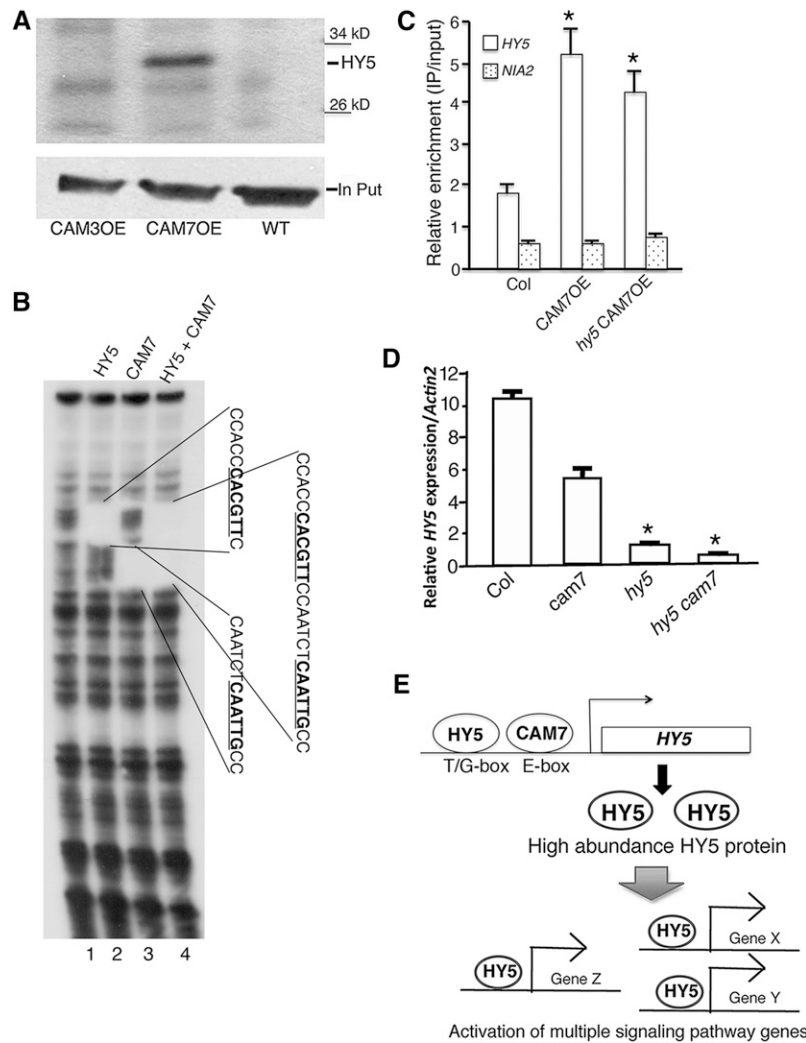 A
34 kD
HY5
26 kD
In Put
CAM3OE CAM7OE WT
B
HY5
CAM7
HY5 + CAM7
CCACCCACGTTC
CCACCCACGTTCCAATCTCAATTGCC
CAATCTCAATTGCC
1 2 3 4
C
Relative enrichment (IP/input)
6
5
4
3
2
1
0
HY5
NIA2
*
*
Col
CAM7OE
hy5 CAM7OE
D
Relative HY5 expression/Actin2
12
10
8
6
4
2
0
*
*
Col
cam7
hy5
hy5 cam7
E
HY5 CAM7 HY5
T/G-box E-box
HY5 HY5
High abundance HY5 protein
HY5 Gene X
HY5 Gene Z
HY5 Gene Y
Activation of multiple signaling pathway genes